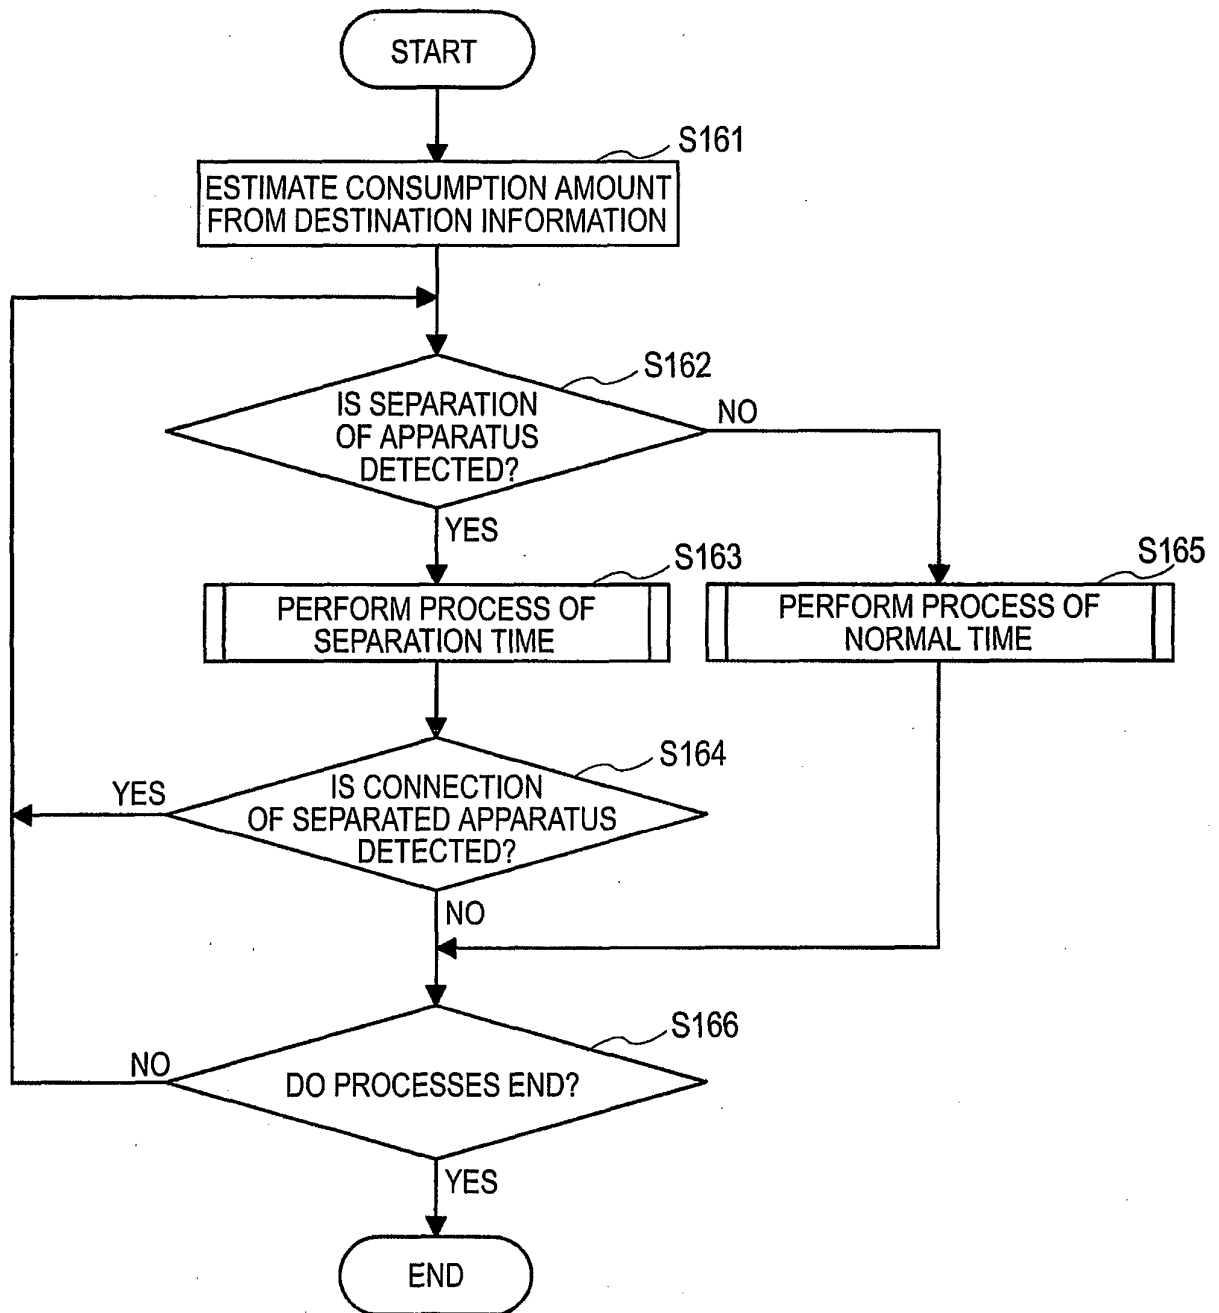 START
S161
ESTIMATE CONSUMPTION AMOUNT
FROM DESTINATION INFORMATION
S162
IS SEPARATION
OF APPARATUS
DETECTED?
NO
YES
S163
PERFORM PROCESS OF
SEPARATION TIME
S165
PERFORM PROCESS OF
NORMAL TIME
S164
IS CONNECTION
OF SEPARATED APPARATUS
DETECTED?
YES
NO
S166
DO PROCESSES END?
NO
YES
END